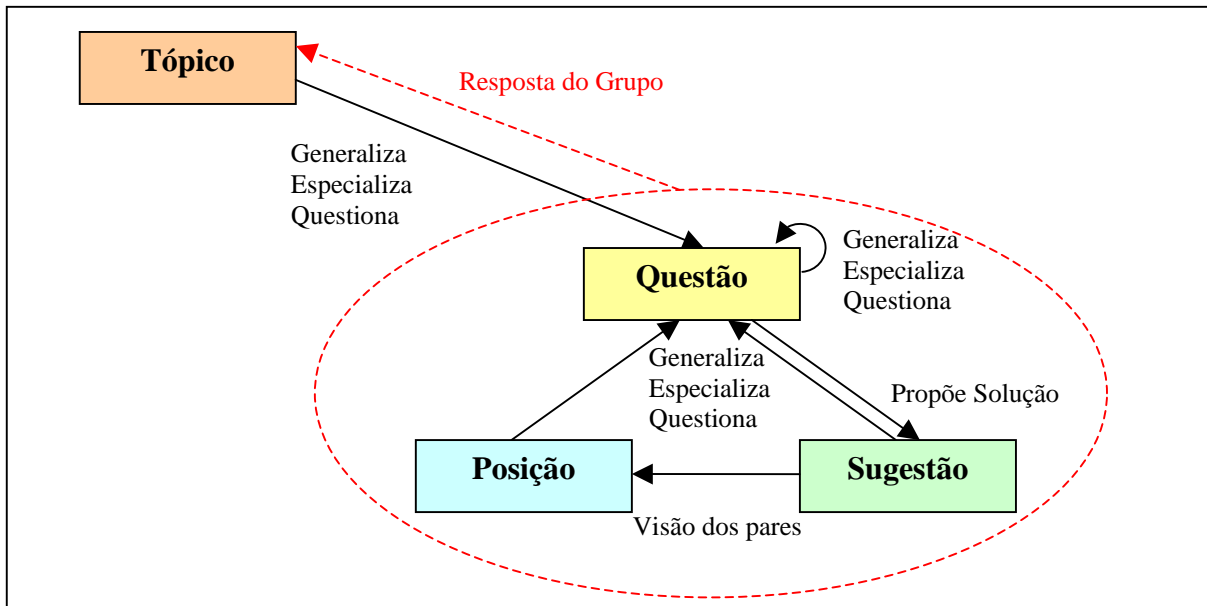 Tópico
Resposta do Grupo
Generaliza
Especializa
Questiona
Questão
Generaliza
Especializa
Questiona
Generaliza
Especializa
Questiona
Propõe Solução
Posição
Sugestão
Visão dos pares